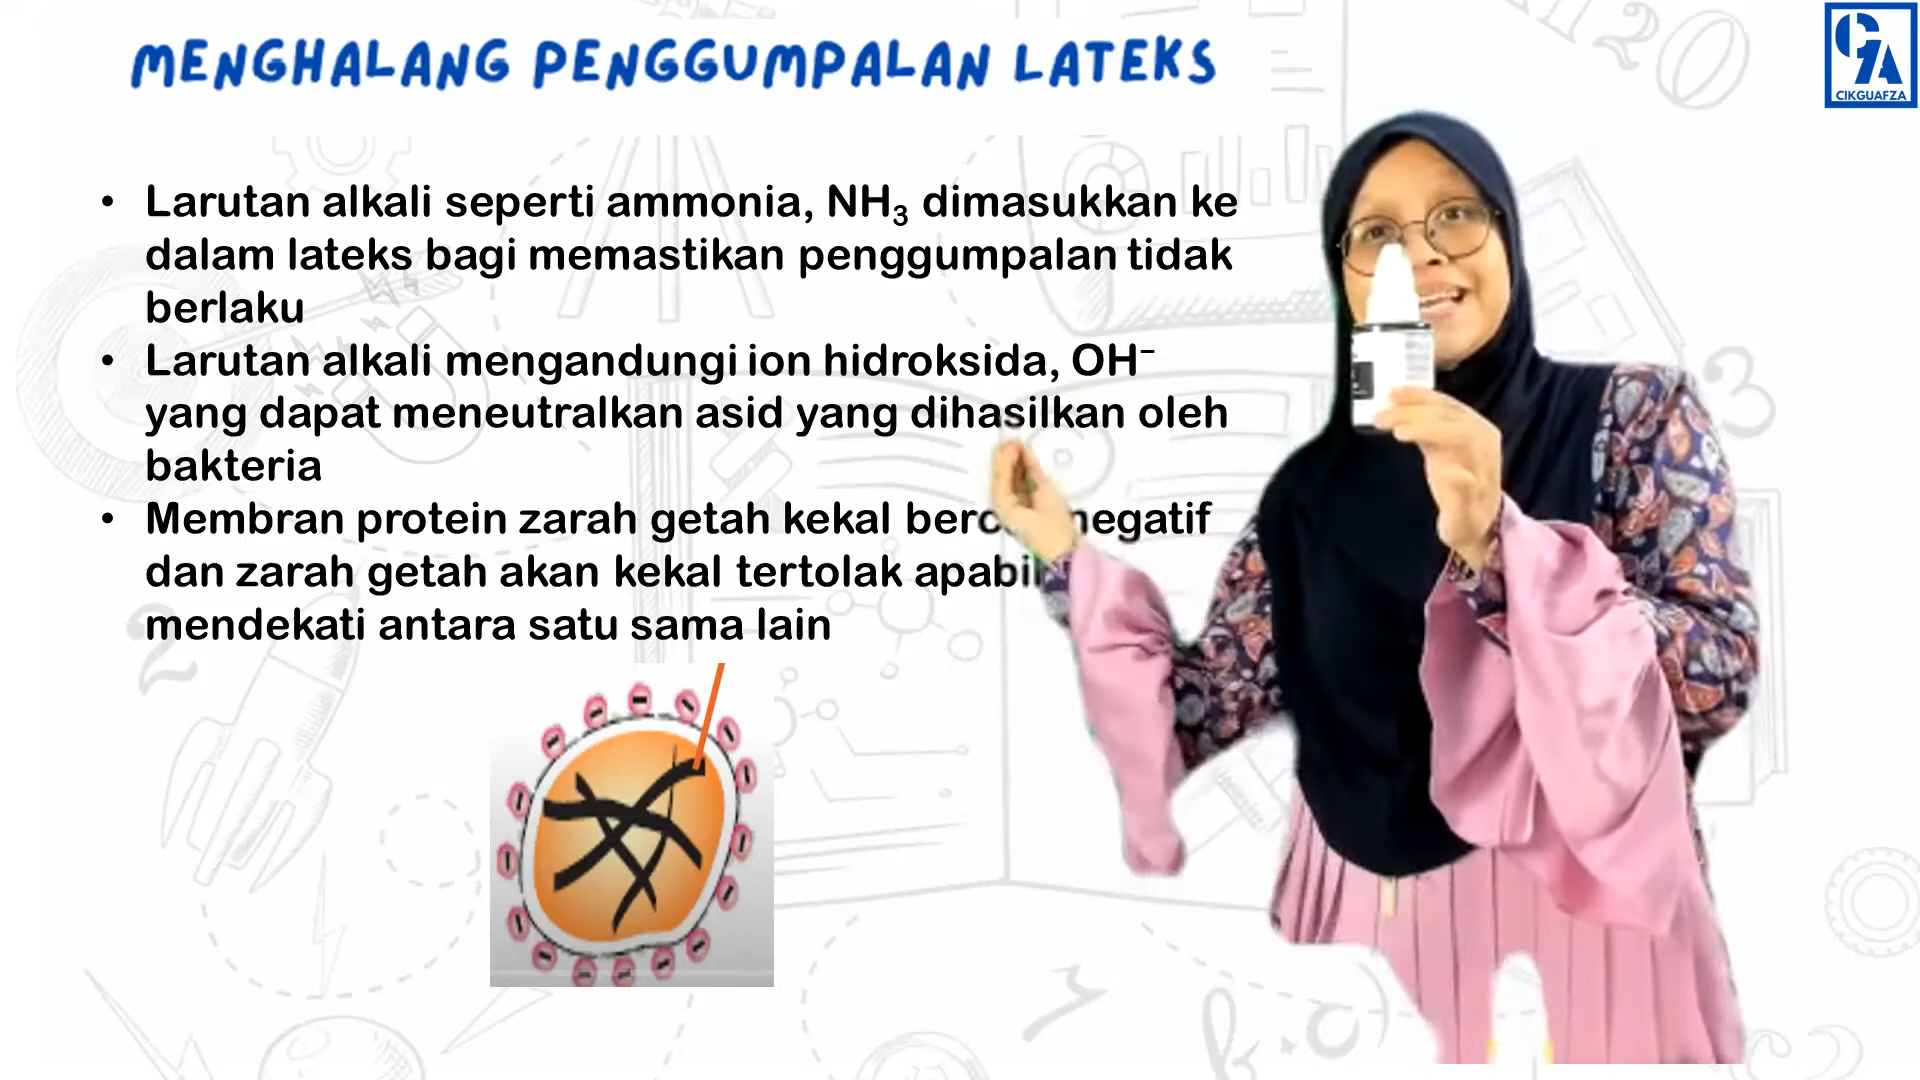 MENGHALANG PENGGUMPALAN LATEKS
CIKGUAFZA
• Larutan alkali seperti ammonia, NH₃ dimasukkan ke
dalam lateks bagi memastikan penggumpalan tidak
berlaku
• Larutan alkali mengandungi ion hidroksida, OH⁻
yang dapat meneutralkan asid yang dihasilkan oleh
bakteria
• Membran protein zarah getah kekal negatif
dan zarah getah akan kekal tertolak
mendekati antara satu sama lain